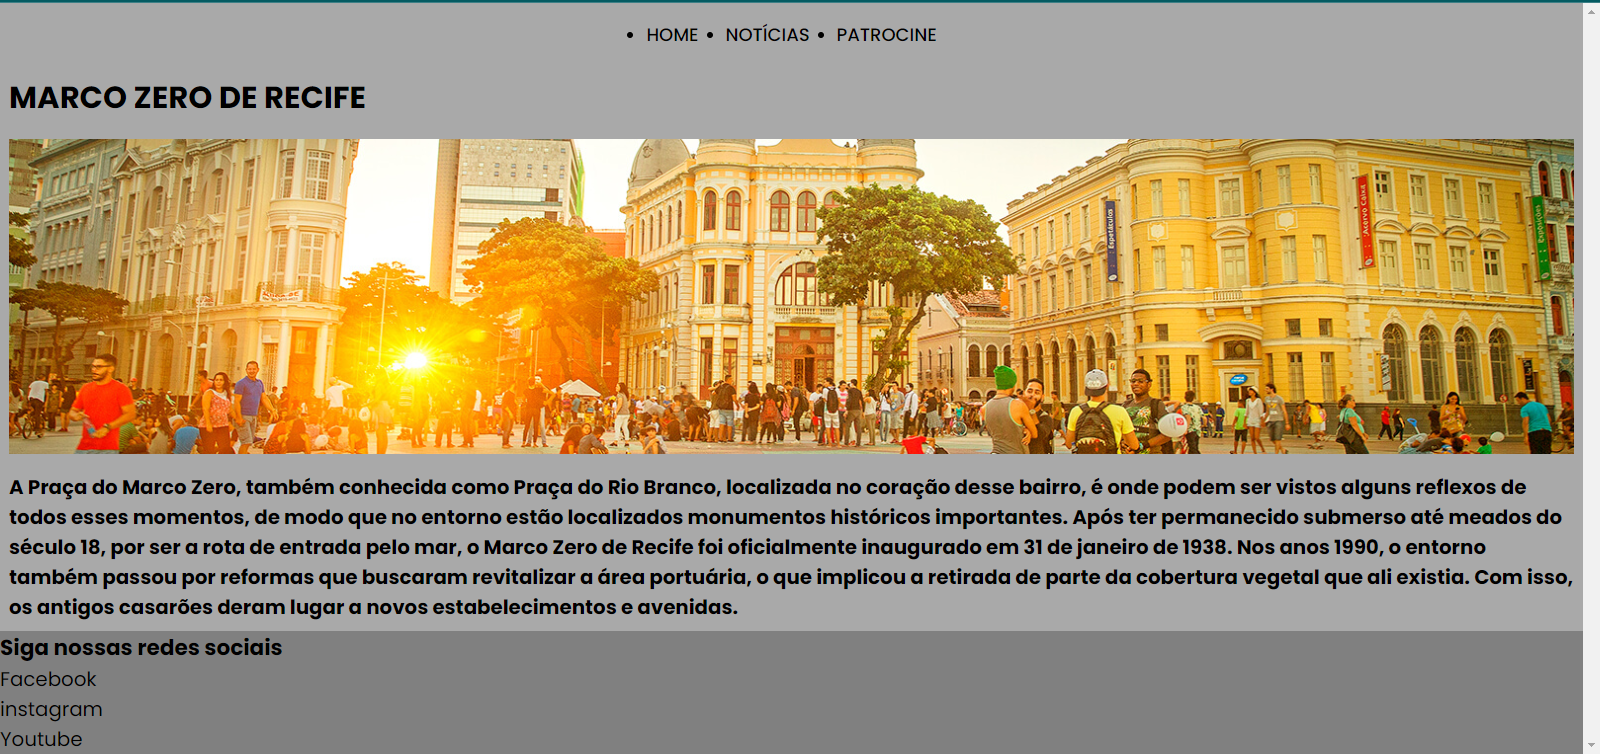 HOME NOTÍCIAS PATROCINE
MARCO ZERO DE RECIFE
Espetáculos
Acervo Caixa
Exposições
A Praça do Marco Zero, também conhecida como Praça do Rio Branco, localizada no coração desse bairro, é onde podem ser vistos alguns reflexos de
todos esses momentos, de modo que no entorno estão localizados monumentos históricos importantes. Após ter permanecido submerso até meados do
século 18, por ser a rota de entrada pelo mar, o Marco Zero de Recife foi oficialmente inaugurado em 31 de janeiro de 1938. Nos anos 1990, o entorno
também passou por reformas que buscaram revitalizar a área portuária, o que implicou a retirada de parte da cobertura vegetal que ali existia. Com isso,
os antigos casarões deram lugar a novos estabelecimentos e avenidas.
Siga nossas redes sociais
Facebook
instagram
Youtube